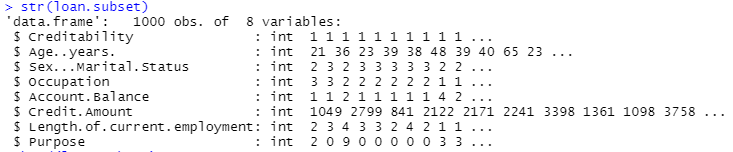 > str(loan.subset)
'data.frame':   1000 obs. of  8 variables:
 $ Creditability               : int  1 1 1 1 1 1 1 1 1 1 ...
 $ Age..years.                 : int  21 36 23 39 38 48 39 40 65 23 ...
 $ Sex...Marital.Status        : int  2 3 2 3 3 3 3 3 2 2 ...
 $ Occupation                  : int  3 3 2 2 2 2 2 2 1 1 ...
 $ Account.Balance             : int  1 1 2 1 1 1 1 1 4 2 ...
 $ Credit.Amount               : int  1049 2799 841 2122 2171 2241 3398 1361 1098 3758 ...
 $ Length.of.current.employment: int  2 3 4 3 3 2 4 2 1 1 ...
 $ Purpose                     : int  2 0 9 0 0 0 0 0 3 3 ...